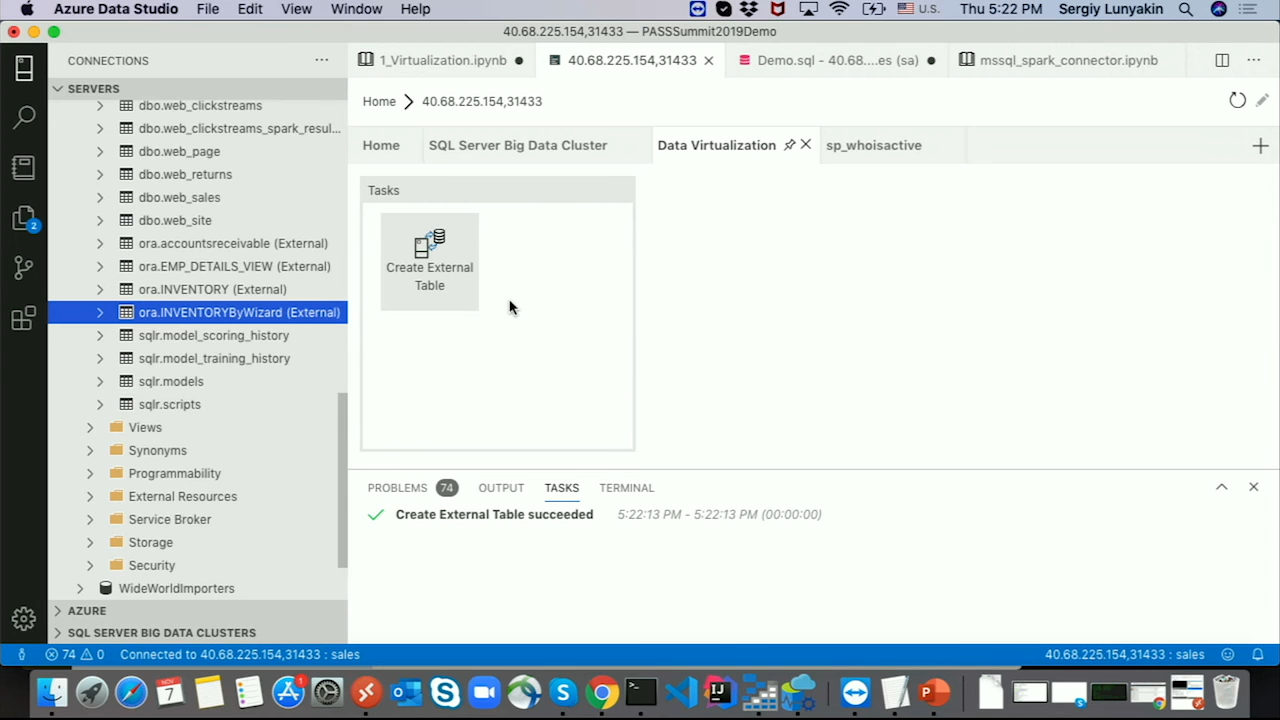 Azure Data Studio File Edit View Window Help U.S. Thu 5:22 PM Sergiy Lunyakin
40.68.225.154,31433 — PASSSummit2019Demo
CONNECTIONS
1_Virtualization.ipynb
40.68.225.154,31433
Demo.sql - 40.68....es (sa)
mssql_spark_connector.ipynb
SERVERS
dbo.web_clickstreams
dbo.web_clickstreams_spark_resul...
dbo.web_page
dbo.web_returns
dbo.web_sales
dbo.web_site
ora.accountsreceivable (External)
ora.EMP_DETAILS_VIEW (External)
ora.INVENTORY (External)
ora.INVENTORYByWizard (External)
sqlr.model_scoring_history
sqlr.model_training_history
sqlr.models
sqlr.scripts
Views
Synonyms
Programmability
External Resources
Service Broker
Storage
Security
WideWorldImporters
AZURE
SQL SERVER BIG DATA CLUSTERS
2
Home 40.68.225.154,31433
Home SQL Server Big Data Cluster Data Virtualization sp_whoisactive
Tasks
Create External
Table
PROBLEMS 74 OUTPUT TASKS TERMINAL
Create External Table succeeded 5:22:13 PM - 5:22:13 PM (00:00:00)
74 0 Connected to 40.68.225.154,31433 : sales
40.68.225.154,31433 : sales
NOV
7
1